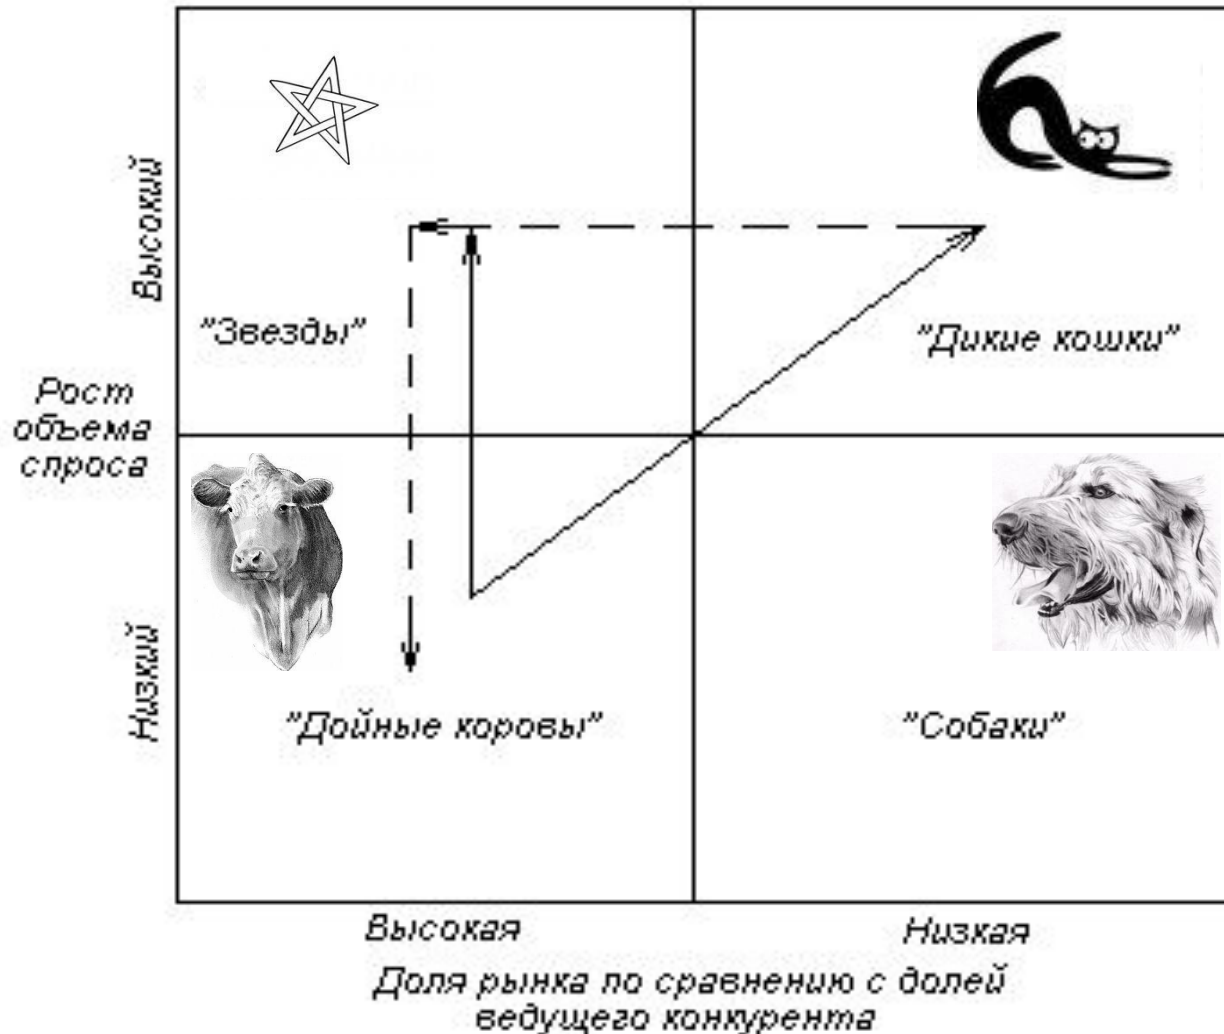 Высокий
"Звезды"
"Дикие кошки"
Рост
объема
спроса
Низкий
"Дойные коровы"
"Собаки"
Высокая
Низкая
Доля рынка по сравнению с долей
ведущего конкурента